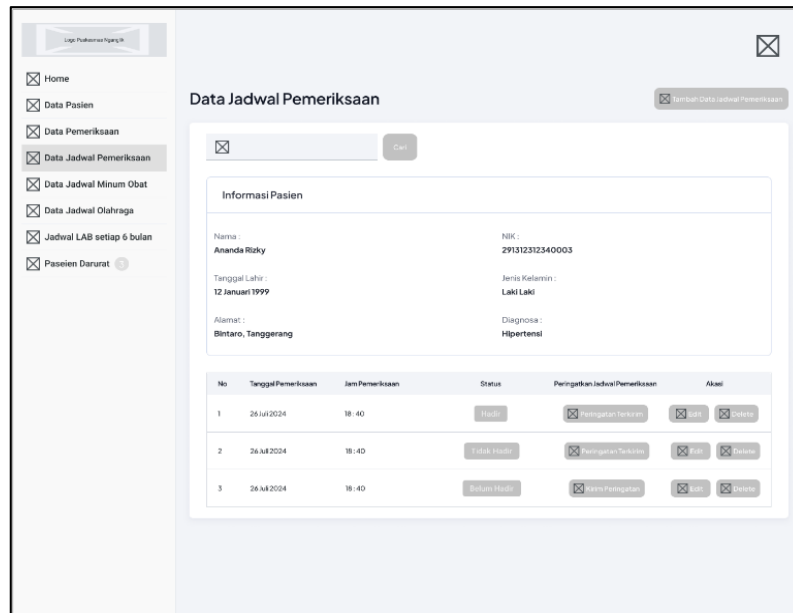 Logo Puskesmas Nganglik
Home
Data Pasien
Data Pemeriksaan
Data Jadwal Pemeriksaan
Data Jadwal Minum Obat
Data Jadwal Olahraga
Jadwal LAB setiap 6 bulan
Paseien Darurat
Data Jadwal Pemeriksaan
Tambah Data Jadwal Pemeriksaan
Cari
Informasi Pasien
Nama : NIK :
Ananda Rizky 291312312340003
Tanggal Lahir : Jenis Kelamin :
12 Januari 1999 Laki Laki
Alamat : Diagnosa :
Bintaro, Tanggerang Hipertensi
No Tanggal Pemeriksaan Jam Pemeriksaan Status Peringatkan Jadwal Pemeriksaan Akasi
1 26 Juli 2024 18 : 40 Hadir Peringatan Terkirim Edit Delete
2 26 Juli 2024 18 : 40 Tidak Hadir Peringatan Terkirim Edit Delete
3 26 Juli 2024 18 : 40 Belum Hadir Kirim Peringatan Edit Delete